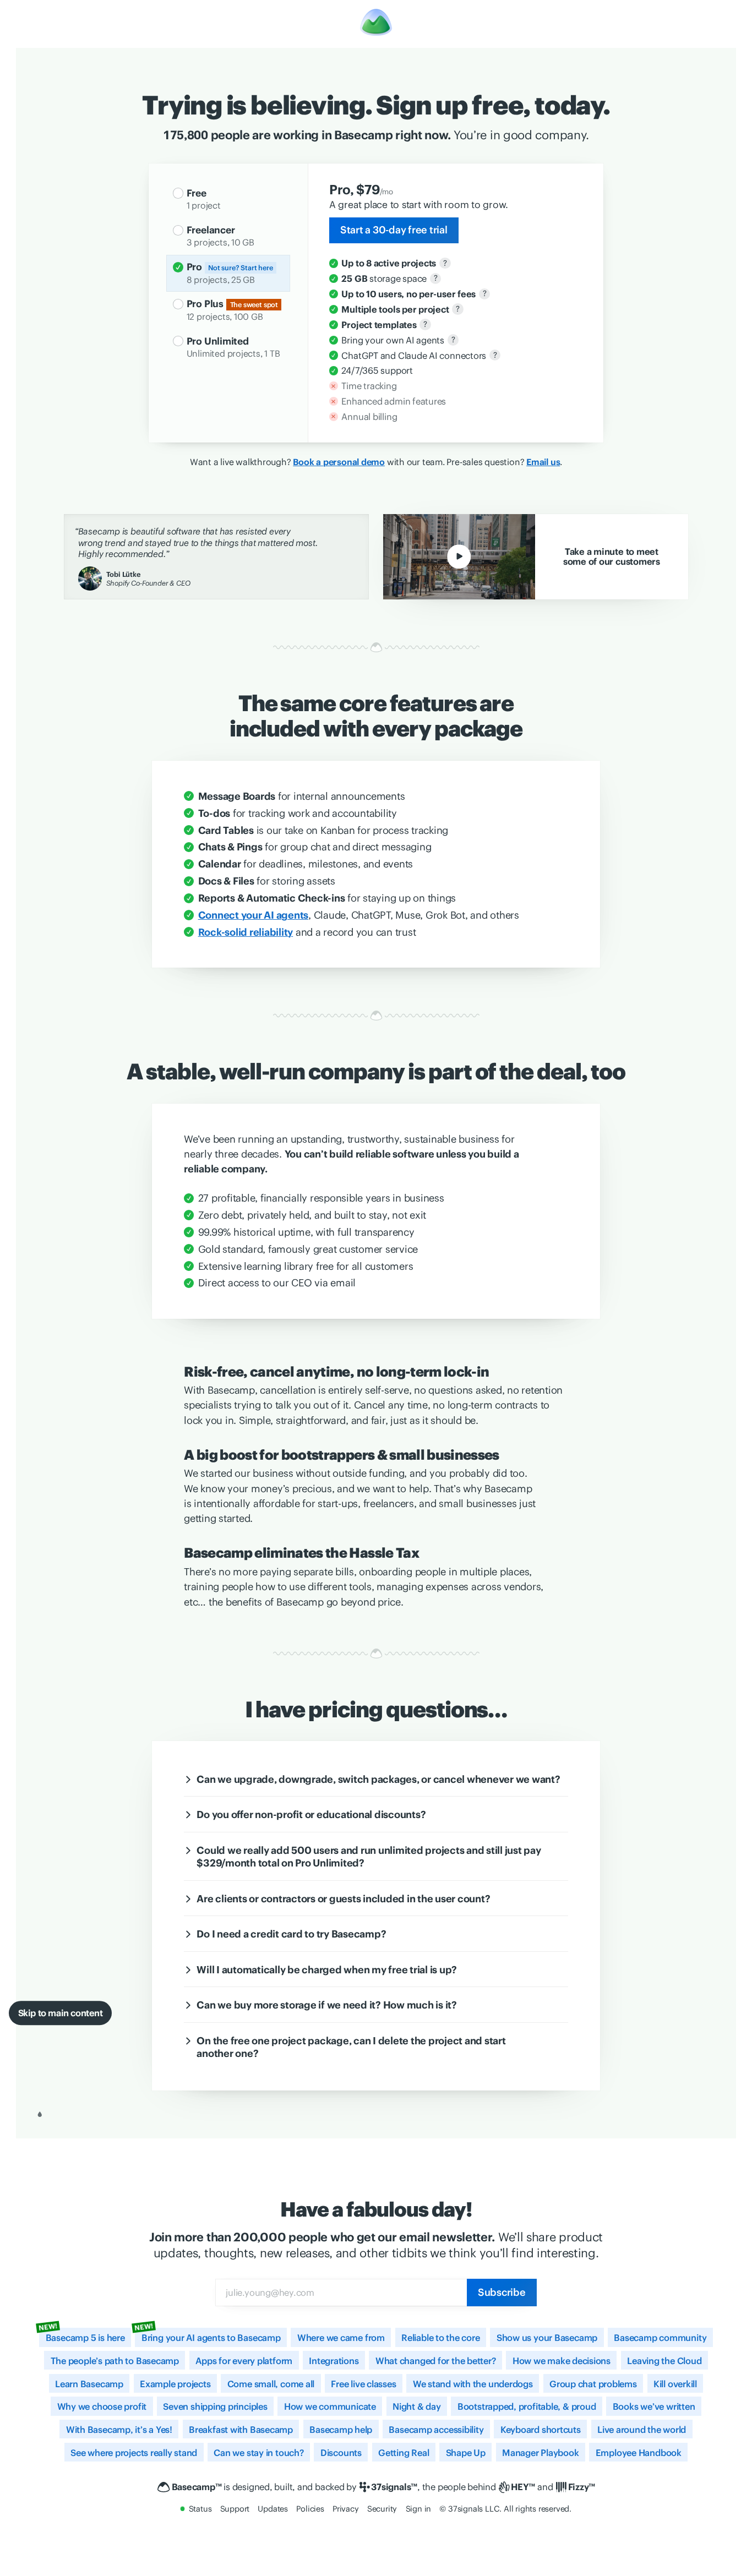 Trying is believing. Sign up free, today.
175,800 people are working in Basecamp right now. You're in good company.
Free
1 project
Freelancer
3 projects, 10 GB
Pro Not sure? Start here
8 projects, 25 GB
Pro Plus The sweet spot
12 projects, 100 GB
Pro Unlimited
Unlimited projects, 1 TB
Pro, $79/mo
A great place to start with room to grow.
Start a 30-day free trial
Up to 8 active projects ?
25 GB storage space ?
Up to 10 users, no per-user fees ?
Multiple tools per project ?
Project templates ?
Bring your own AI agents ?
ChatGPT and Claude AI connectors ?
24/7/365 support
Time tracking
Enhanced admin features
Annual billing
Want a live walkthrough? Book a personal demo with our team. Pre-sales question? Email us.
“Basecamp is beautiful software that has resisted every
wrong trend and stayed true to the things that mattered most.
Highly recommended.”
Tobi Lütke
Shopify Co-Founder & CEO
Take a minute to meet
some of our customers
The same core features are
included with every package
Message Boards for internal announcements
To-dos for tracking work and accountability
Card Tables is our take on Kanban for process tracking
Chats & Pings for group chat and direct messaging
Calendar for deadlines, milestones, and events
Docs & Files for storing assets
Reports & Automatic Check-ins for staying up on things
Connect your AI agents, Claude, ChatGPT, Muse, Grok Bot, and others
Rock-solid reliability and a record you can trust
A stable, well-run company is part of the deal, too
We've been running an upstanding, trustworthy, sustainable business for
nearly three decades. You can't build reliable software unless you build a
reliable company.
27 profitable, financially responsible years in business
Zero debt, privately held, and built to stay, not exit
99.99% historical uptime, with full transparency
Gold standard, famously great customer service
Extensive learning library free for all customers
Direct access to our CEO via email
Risk-free, cancel anytime, no long-term lock-in
With Basecamp, cancellation is entirely self-serve, no questions asked, no retention
specialists trying to talk you out of it. Cancel any time, no long-term contracts to
lock you in. Simple, straightforward, and fair, just as it should be.
A big boost for bootstrappers & small businesses
We started our business without outside funding, and you probably did too.
We know your money's precious, and we want to help. That's why Basecamp
is intentionally affordable for start-ups, freelancers, and small businesses just
getting started.
Basecamp eliminates the Hassle Tax
There's no more paying separate bills, onboarding people in multiple places,
training people how to use different tools, managing expenses across vendors,
etc… the benefits of Basecamp go beyond price.
I have pricing questions…
Can we upgrade, downgrade, switch packages, or cancel whenever we want?
Do you offer non-profit or educational discounts?
Could we really add 500 users and run unlimited projects and still just pay
$329/month total on Pro Unlimited?
Are clients or contractors or guests included in the user count?
Do I need a credit card to try Basecamp?
Will I automatically be charged when my free trial is up?
Skip to main content
Can we buy more storage if we need it? How much is it?
On the free one project package, can I delete the project and start
another one?
Have a fabulous day!
Join more than 200,000 people who get our email newsletter. We'll share product
updates, thoughts, new releases, and other tidbits we think you'll find interesting.
julie.young@hey.com Subscribe
NEW! NEW!
Basecamp 5 is here Bring your AI agents to Basecamp Where we came from Reliable to the core Show us your Basecamp Basecamp community
The people's path to Basecamp Apps for every platform Integrations What changed for the better? How we make decisions Leaving the Cloud
Learn Basecamp Example projects Come small, come all Free live classes We stand with the underdogs Group chat problems Kill overkill
Why we choose profit Seven shipping principles How we communicate Night & day Bootstrapped, profitable, & proud Books we've written
With Basecamp, it's a Yes! Breakfast with Basecamp Basecamp help Basecamp accessibility Keyboard shortcuts Live around the world
See where projects really stand Can we stay in touch? Discounts Getting Real Shape Up Manager Playbook Employee Handbook
Basecamp™ is designed, built, and backed by 37signals™, the people behind HEY™ and Fizzy™
Status Support Updates Policies Privacy Security Sign in © 37signals LLC. All rights reserved.